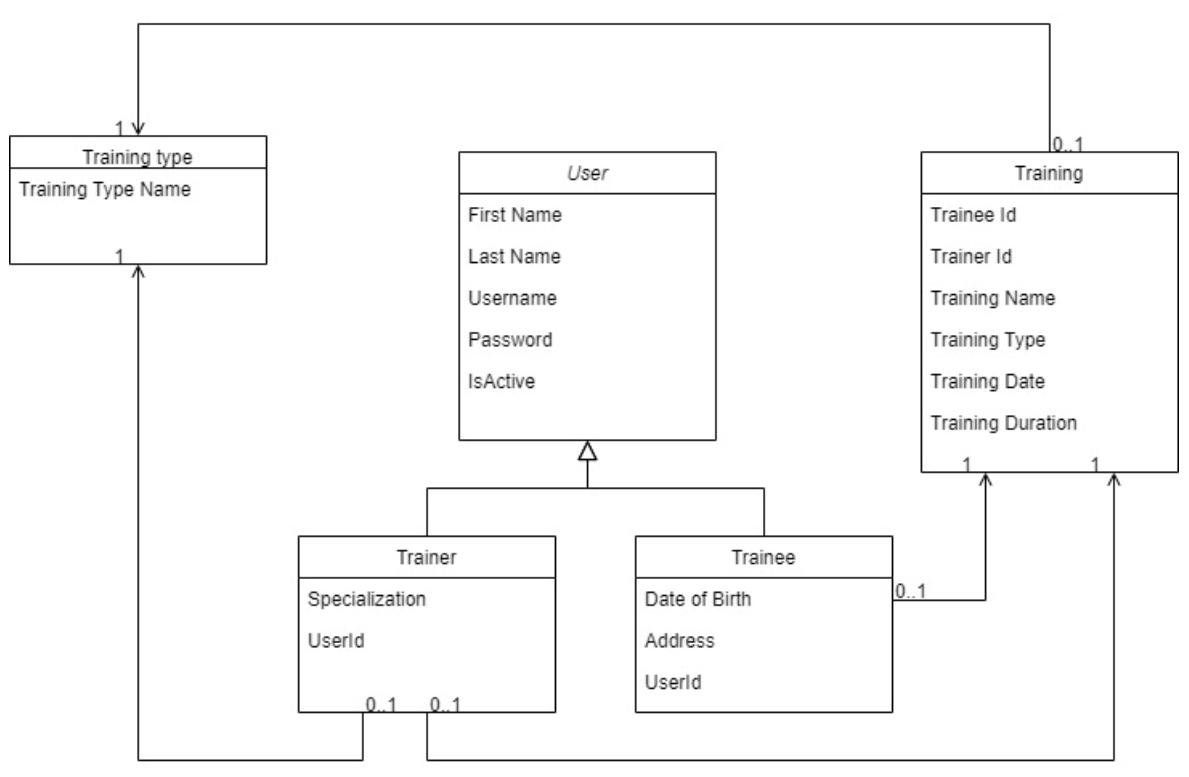 1
0..1
Training type
Training Type Name
1
User
First Name
Last Name
Username
Password
IsActive
Training
Trainee Id
Trainer Id
Training Name
Training Type
Training Date
Training Duration
1
1
Trainer
Specialization
UserId
0..1
0..1
Trainee
Date of Birth
Address
UserId
0..1